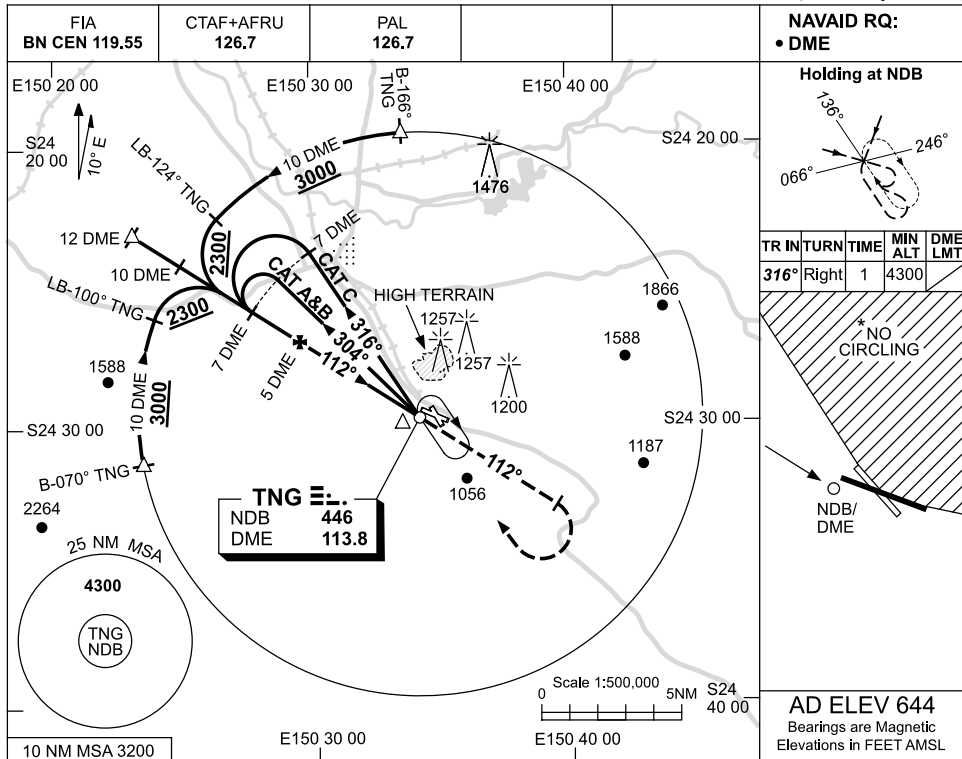 FIA
BN CEN 119.55
CTAF+AFRU
126.7
PAL
126.7
NAVAID RQ:
• DME
E150 20 00
E150 30 00
E150 40 00
B-166°
TNG
Holding at NDB
136°
246°
066°
S24
20 00
10° E
S24 20 00
10 DME
3000
1476
LB-124° TNG
12 DME
2300
7 DME
10 DME
CAT C
CAT A&B
TR IN
TURN
TIME
MIN
ALT
DME
LMT
316°
Right
1
4300
LB-100° TNG
2300
HIGH TERRAIN
316°
304°
1257
1257
1866
1588
*NO
CIRCLING
7 DME
5 DME
112°
1588
1200
10 DME
3000
S24 30 00
S24 30 00
B-070° TNG
112°
1187
1056
2264
TNG
NDB 446
DME 113.8
NDB/
DME
25 NM MSA
4300
TNG
NDB
Scale 1:500,000
0
5NM
S24
40 00
E150 30 00
E150 40 00
10 NM MSA 3200
AD ELEV 644
Bearings are Magnetic
Elevations in FEET AMSL